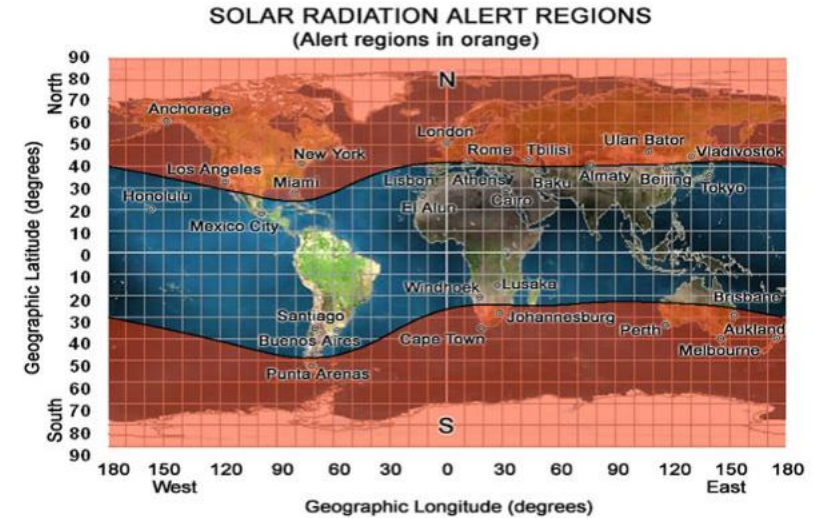 SOLAR RADIATION ALERT REGIONS
(Alert regions in orange)
90
80
70
60
50
40
30
20
10
0
10
20
30
40
50
60
70
80
90
North
South
Geographic Latitude (degrees)
N
Anchorage
London
New York
Rome
Tbilisi
Ulan Bator
Vladivostok
Los Angeles
Miami
Lisbon
Athens
Baku
Almaty
Beijing
Tokyo
Honolulu
Mexico City
El Aiun
Cairo
Windhoek
Lusaka
Brisbane
Santiago
Johannesburg
Buenos Aires
Cape Town
Perth
Aukland
Melbourne
Punta Arenas
S
180 150 120 90 60 30 0 30 60 90 120 150 180
West
East
Geographic Longitude (degrees)